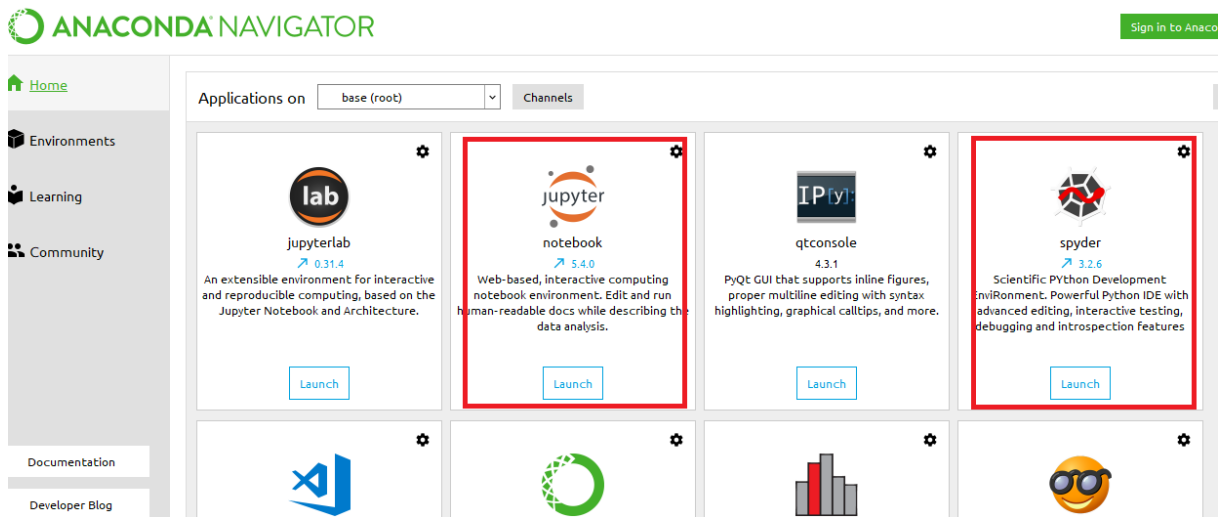 ANACONDA NAVIGATOR
Sign in to Anaco
Home
Environments
Learning
Community
Documentation
Developer Blog
Applications on
base (root)
Channels
lab
jupyterlab
0.31.4
An extensible environment for interactive
and reproducible computing, based on the
Jupyter Notebook and Architecture.
Launch
jupyter
notebook
5.4.0
Web-based, interactive computing
notebook environment. Edit and run
human-readable docs while describing the
data analysis.
Launch
IP[y]:
qtconsole
4.3.1
PyQt GUI that supports inline figures,
proper multiline editing with syntax
highlighting, graphical calltips, and more.
Launch
spyder
3.2.6
Scientific PYthon Development
EnviRonment. Powerful Python IDE with
advanced editing, interactive testing,
debugging and introspection features
Launch